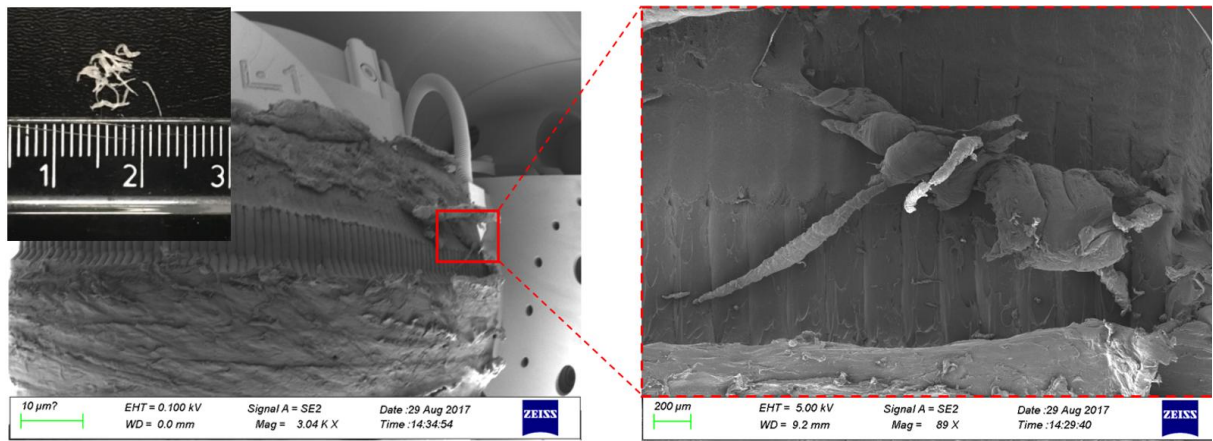 1 2 3
10 µm?
EHT = 0.100 kV
Signal A = SE2
Date :29 Aug 2017
WD = 0.0 mm
Mag = 3.04 K X
Time :14:34:54
ZEISS
200 µm
EHT = 5.00 kV
Signal A = SE2
Date :29 Aug 2017
WD = 9.2 mm
Mag = 89 X
Time :14:29:40
ZEISS